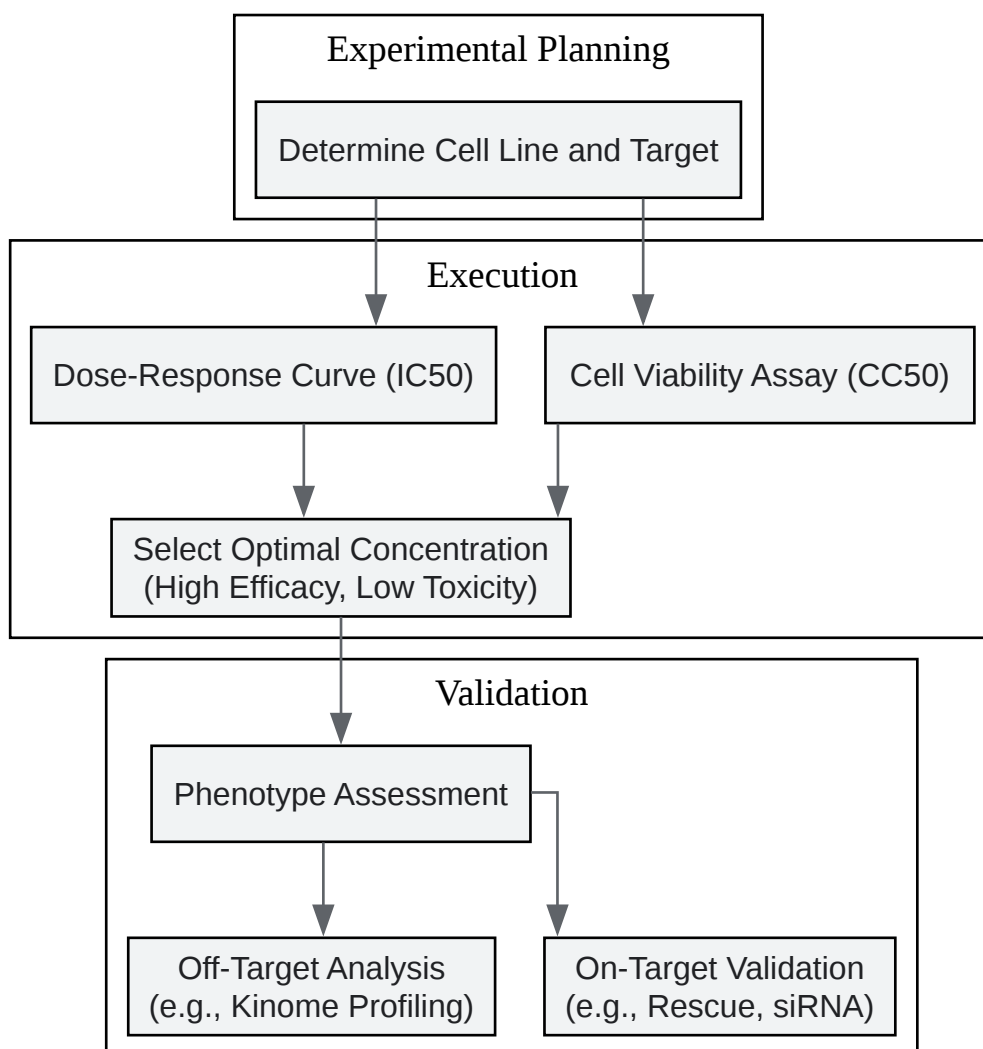 Experimental Planning
Determine Cell Line and Target
Execution
Dose-Response Curve (IC50)
Cell Viability Assay (CC50)
Select Optimal Concentration
(High Efficacy, Low Toxicity)
Validation
Phenotype Assessment
Off-Target Analysis
(e.g., Kinome Profiling)
On-Target Validation
(e.g., Rescue, siRNA)